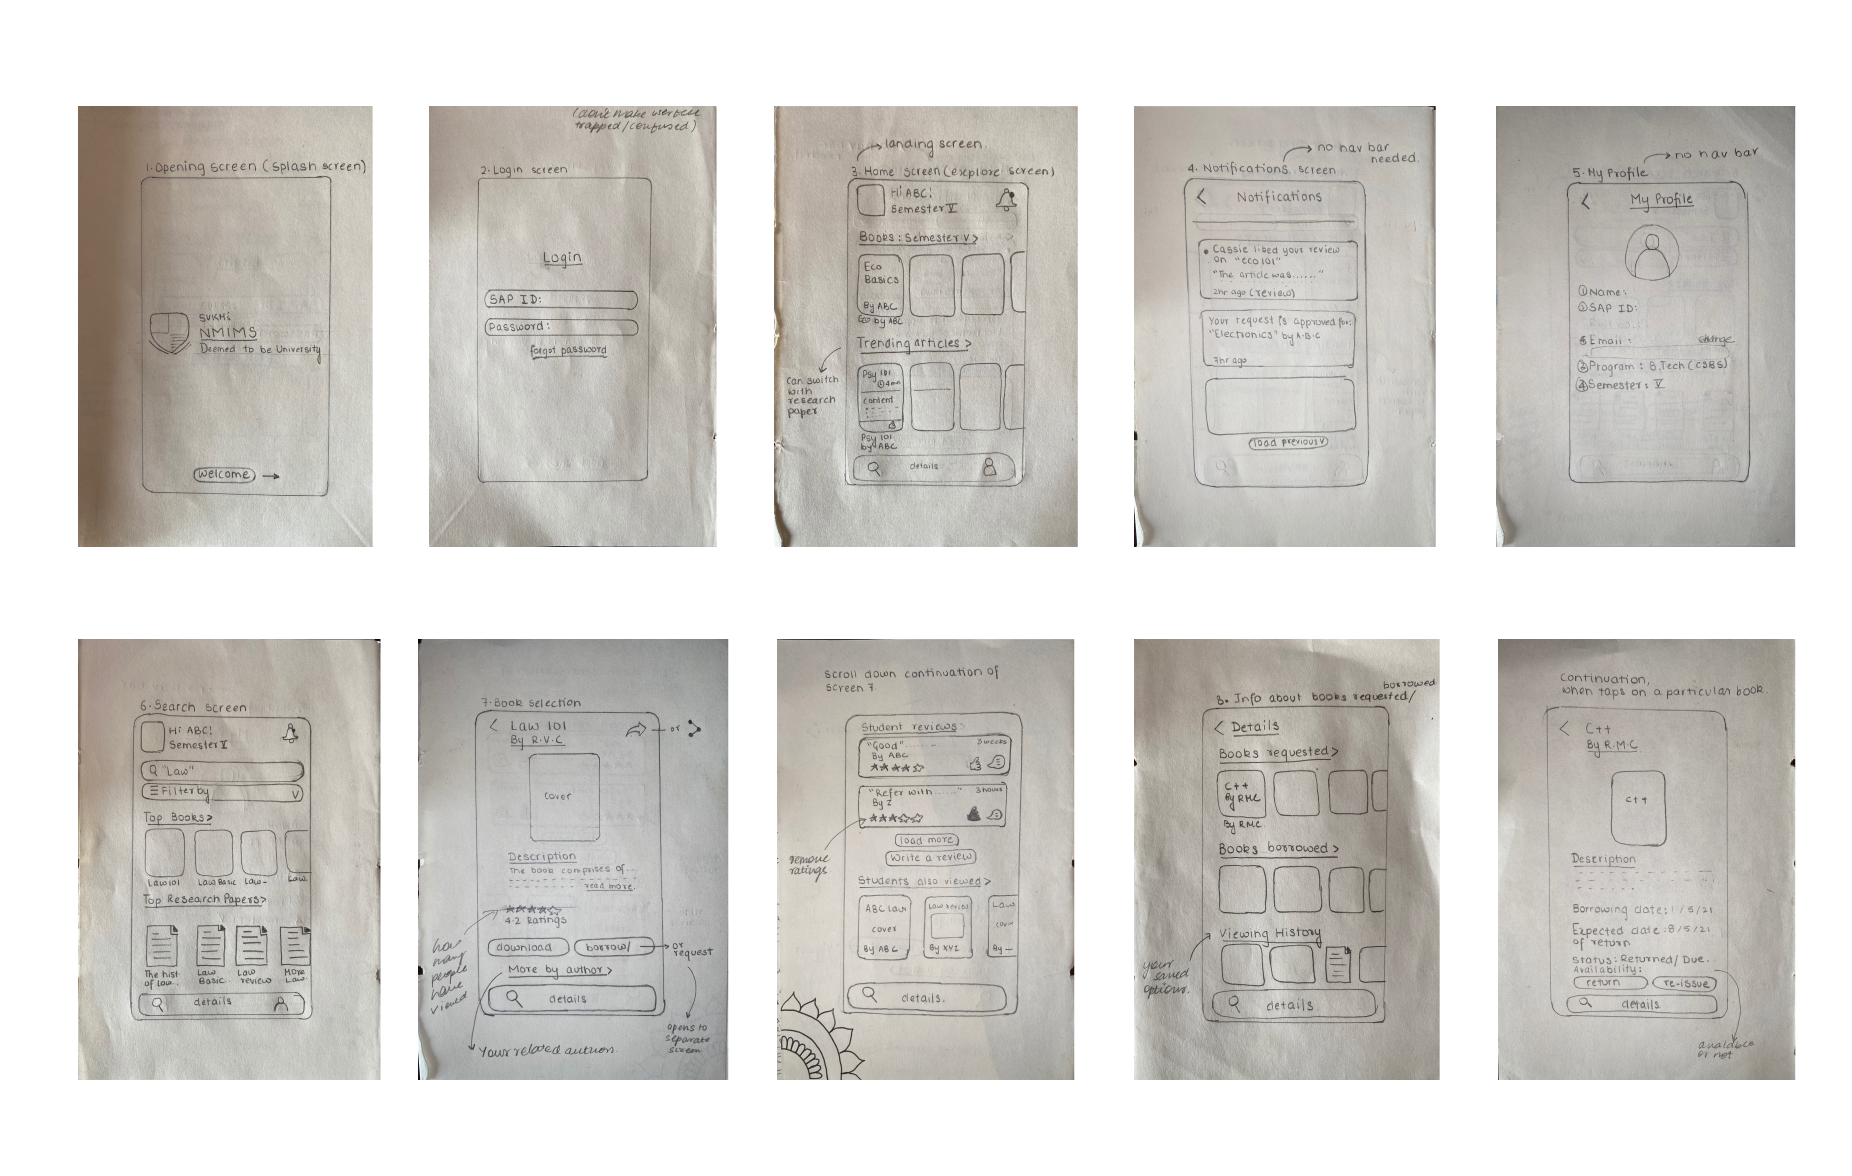 1. Opening screen (splash screen)
SVKM's
NMIMS
Deemed to be University
Welcome →
trapped/confused)
2. Login screen
Login
SAP ID:
Password:
forgot password
→ landing screen.
3. Home screen (explore screen)
Hi ABC!
Semester V
Books: Semester V >
Eco
Basics
By ABC
Eco by ABC
Trending articles >
can switch
with
research
paper
Psy 101
4min
content
Psy 101
by ABC
details
→ no nav bar
needed.
4. Notifications screen
< Notifications
Cassie liked your review
on "eco 101"
"The article was......"
2hr ago (review)
Your request is approved for:
"Electronics" by A.B.C
7hr ago
load previous v
→ no nav bar
5. My Profile
< My Profile
① Name:
② SAP ID:
⑤ Email: change
③ Program: B.Tech (CSBS)
④ Semester: V
6. Search screen
Hi ABC!
Semester V
"Law"
Filter by v
Top Books >
Law 101 Law Basic Law- Law
Top Research Papers >
The hist
of law..
Law
Basic.
Law
review
More
Law
details
7. Book selection
< Law 101
By R.V.C
→ or
cover
Description
The book comprises of...
read more.
4.2 Ratings
download borrow/ → or
request
how
many
people
have
viewed
More by author >
details
opens to
separate
screen
Your related author.
scroll down continuation of
screen 7
Student reviews
"Good"........ 3 weeks
By ABC
"Refer with......" 3 hours
By Z
remove
ratings
load more
Write a review
Students also viewed >
ABC law
cover
By ABC
Law review
By XYZ
Law
cover
By —
details.
borrowed
8. Info about books requested/
< Details
Books requested >
C++
By RMC
By RMC.
Books borrowed >
Viewing History
your
saved
options.
details
Continuation,
when taps on a particular book.
< C++
By R.M.C
C++
Description
Borrowing date: 1/5/21
Expected date: 8/5/21
of return
Status: Returned/Due.
Availability:
return re-issue
details
available
or not